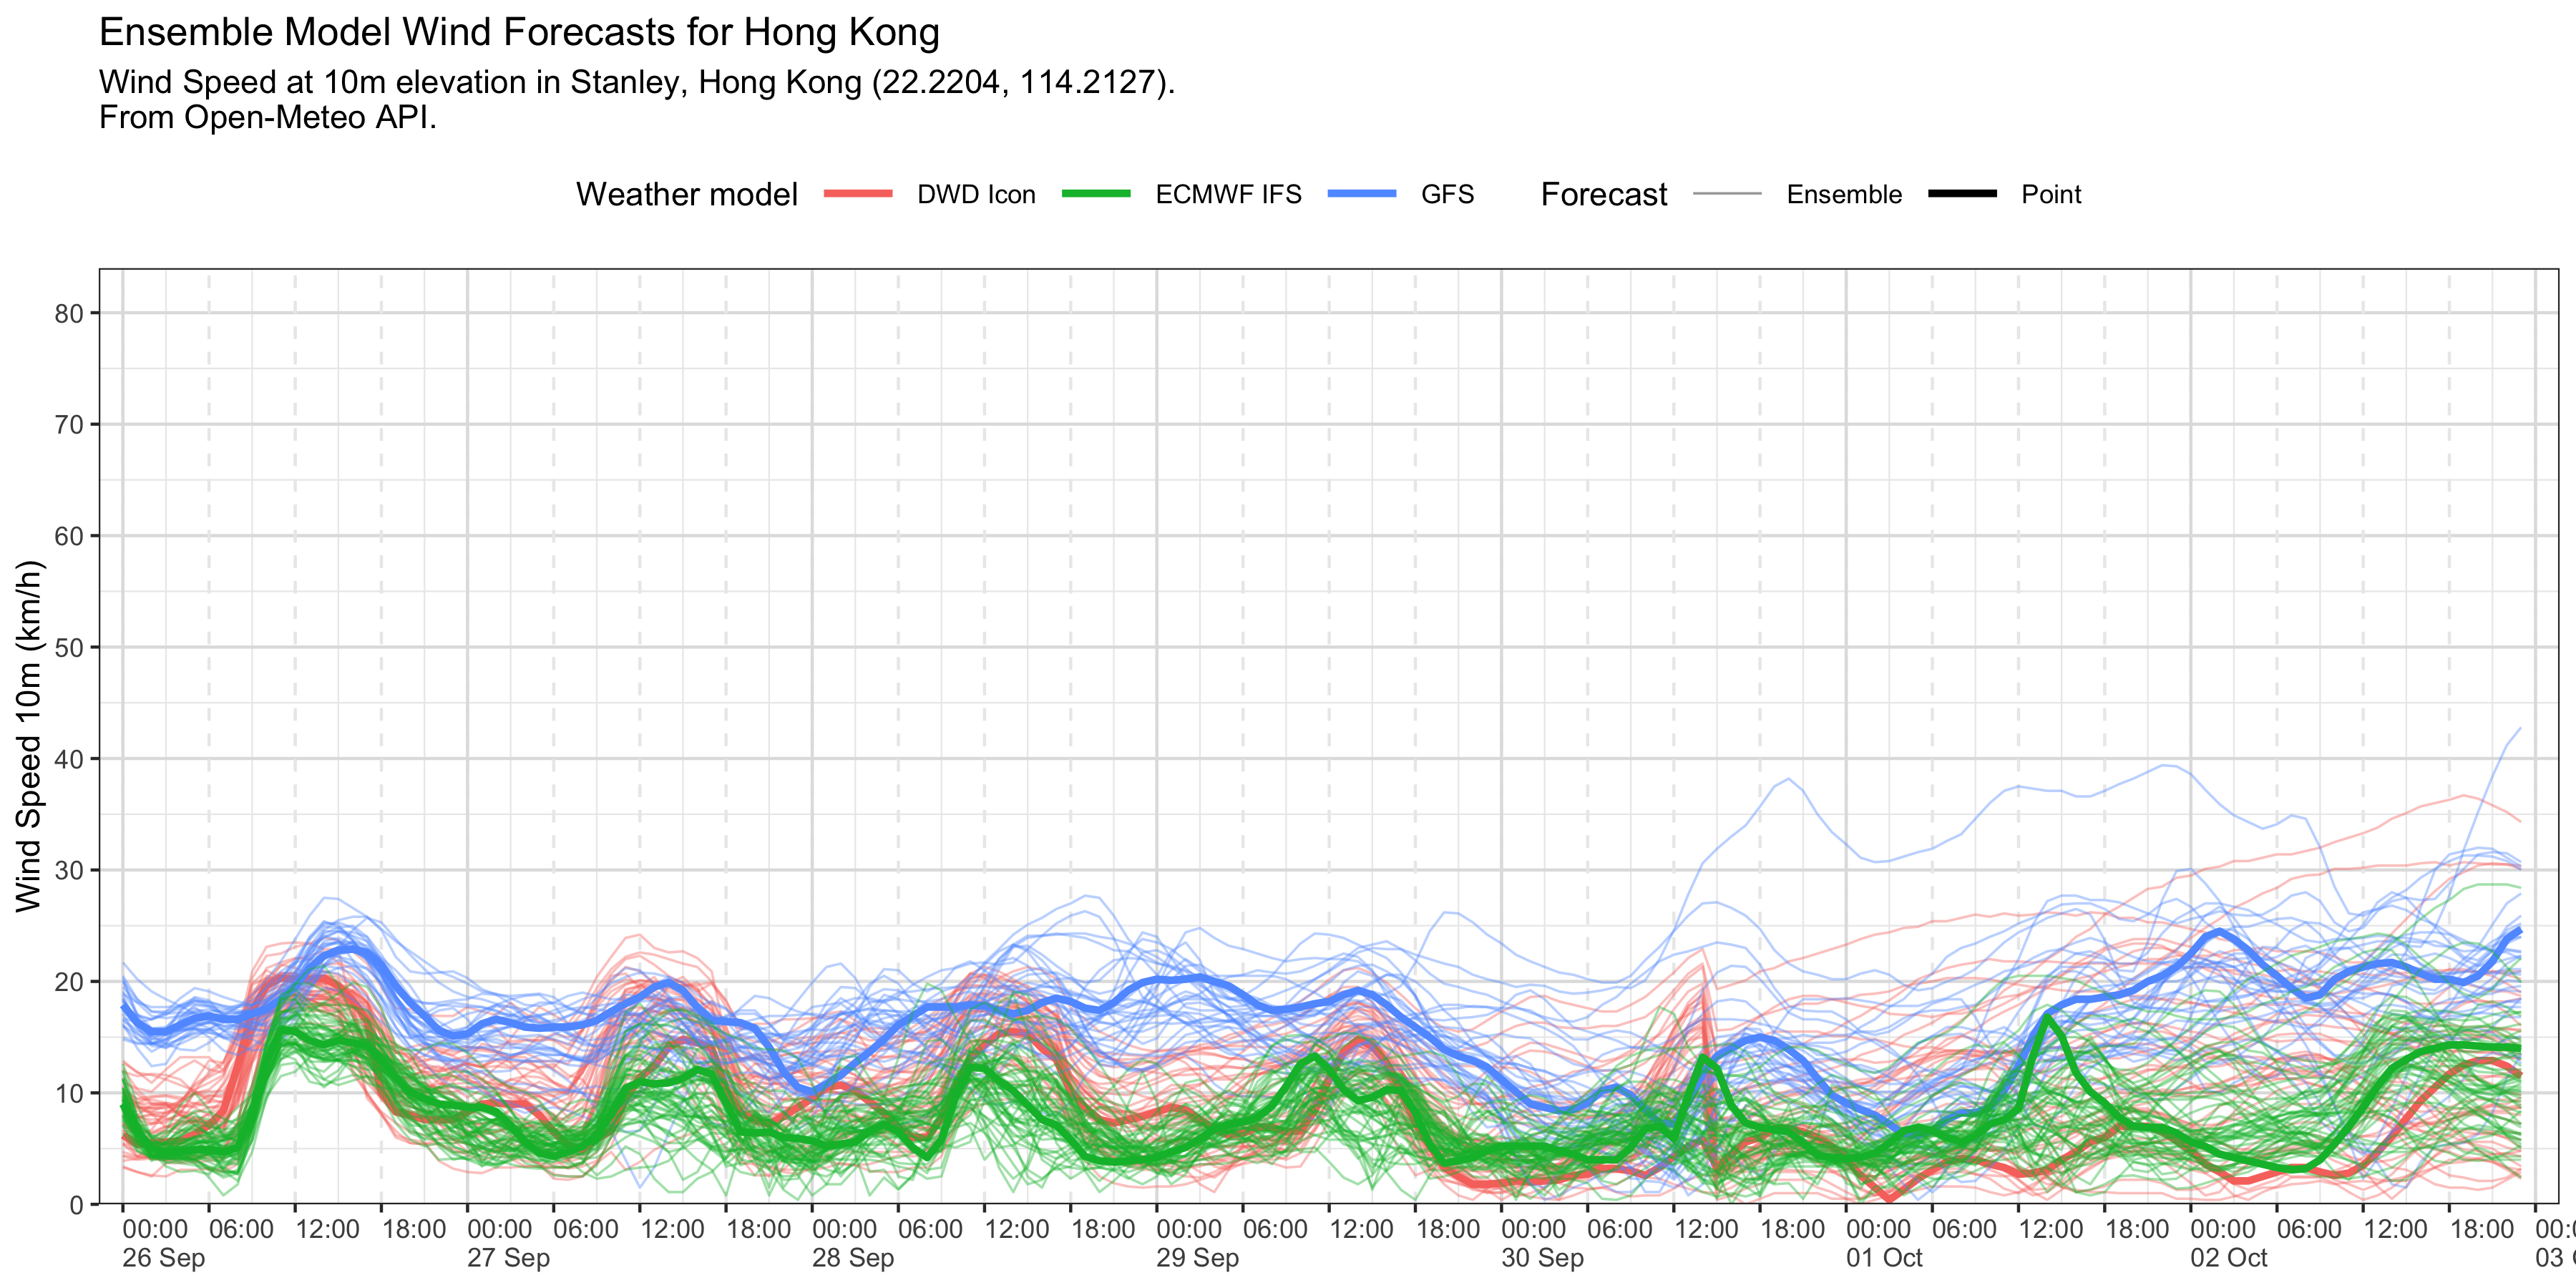 Ensemble Model Wind Forecasts for Hong Kong
Wind Speed at 10m elevation in Stanley, Hong Kong (22.2204, 114.2127).
From Open-Meteo API.
Weather model DWD Icon ECMWF IFS GFS Forecast Ensemble Point
Wind Speed 10m (km/h)
80
70
60
50
40
30
20
10
0
00:00 06:00 12:00 18:00 00:00 06:00 12:00 18:00 00:00 06:00 12:00 18:00 00:00 06:00 12:00 18:00 00:00 06:00 12:00 18:00 00:00 06:00 12:00 18:00 00:00 06:00 12:00 18:00 00:0
26 Sep 27 Sep 28 Sep 29 Sep 30 Sep 01 Oct 02 Oct 03